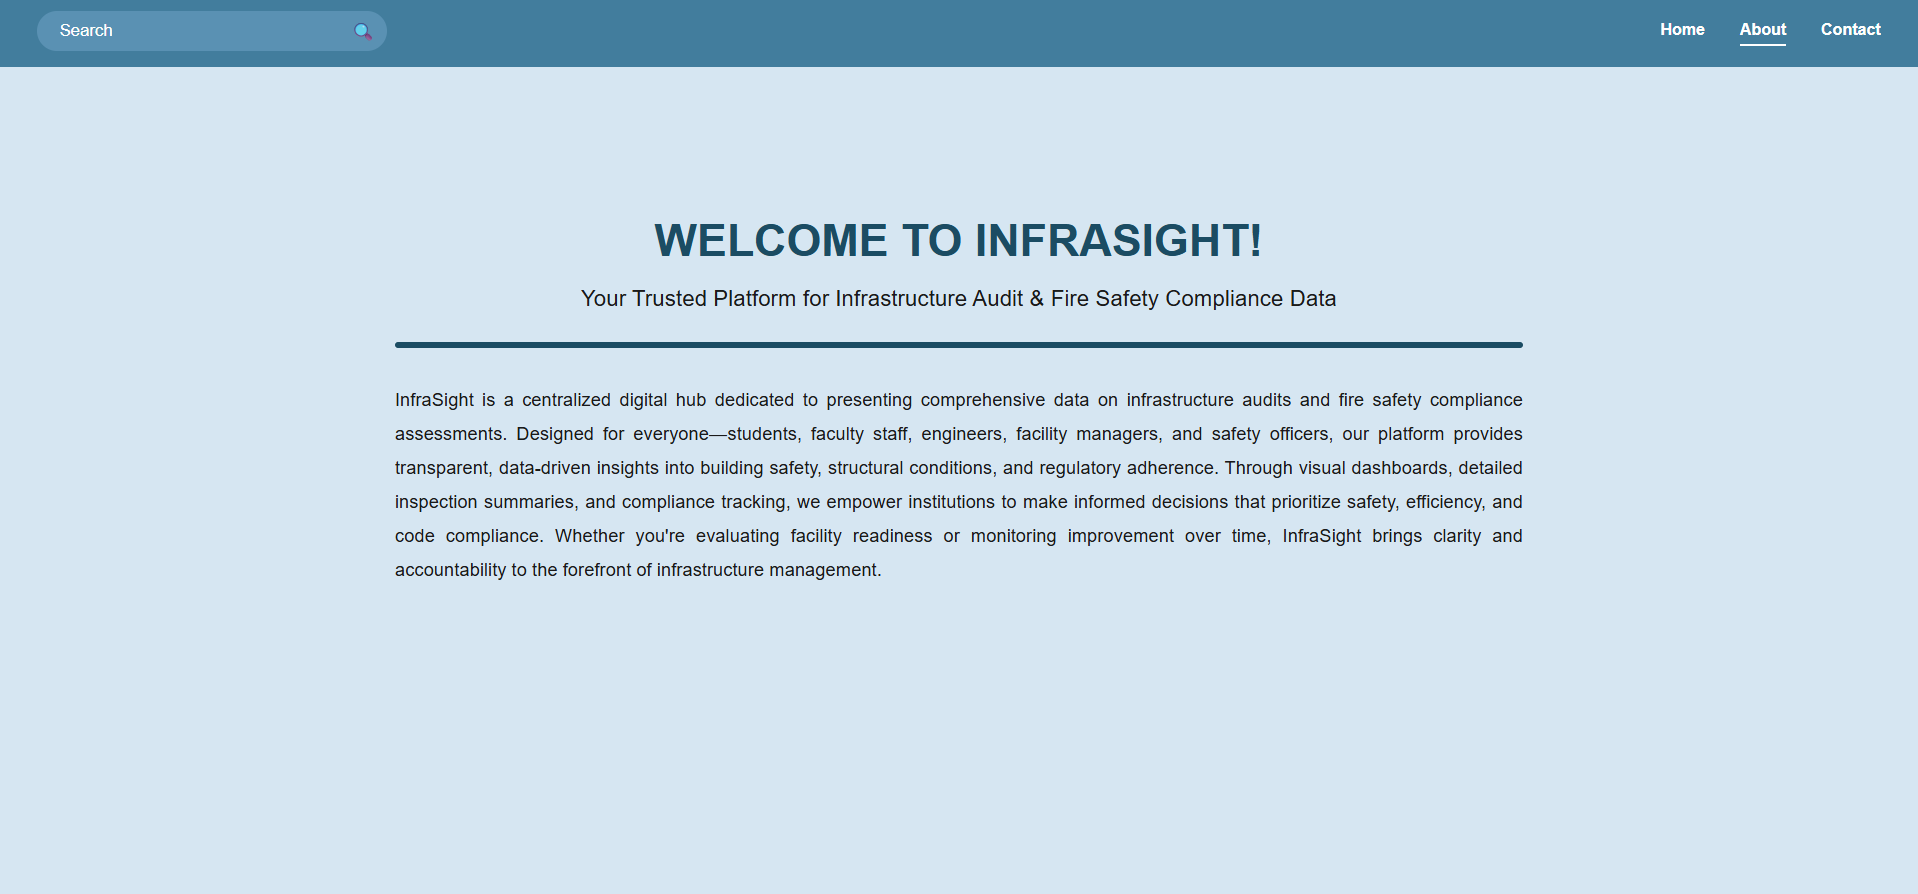 Search
Home
About
Contact
WELCOME TO INFRASIGHT!
Your Trusted Platform for Infrastructure Audit & Fire Safety Compliance Data
InfraSight is a centralized digital hub dedicated to presenting comprehensive data on infrastructure audits and fire safety compliance
assessments. Designed for everyone—students, faculty staff, engineers, facility managers, and safety officers, our platform provides
transparent, data-driven insights into building safety, structural conditions, and regulatory adherence. Through visual dashboards, detailed
inspection summaries, and compliance tracking, we empower institutions to make informed decisions that prioritize safety, efficiency, and
code compliance. Whether you're evaluating facility readiness or monitoring improvement over time, InfraSight brings clarity and
accountability to the forefront of infrastructure management.